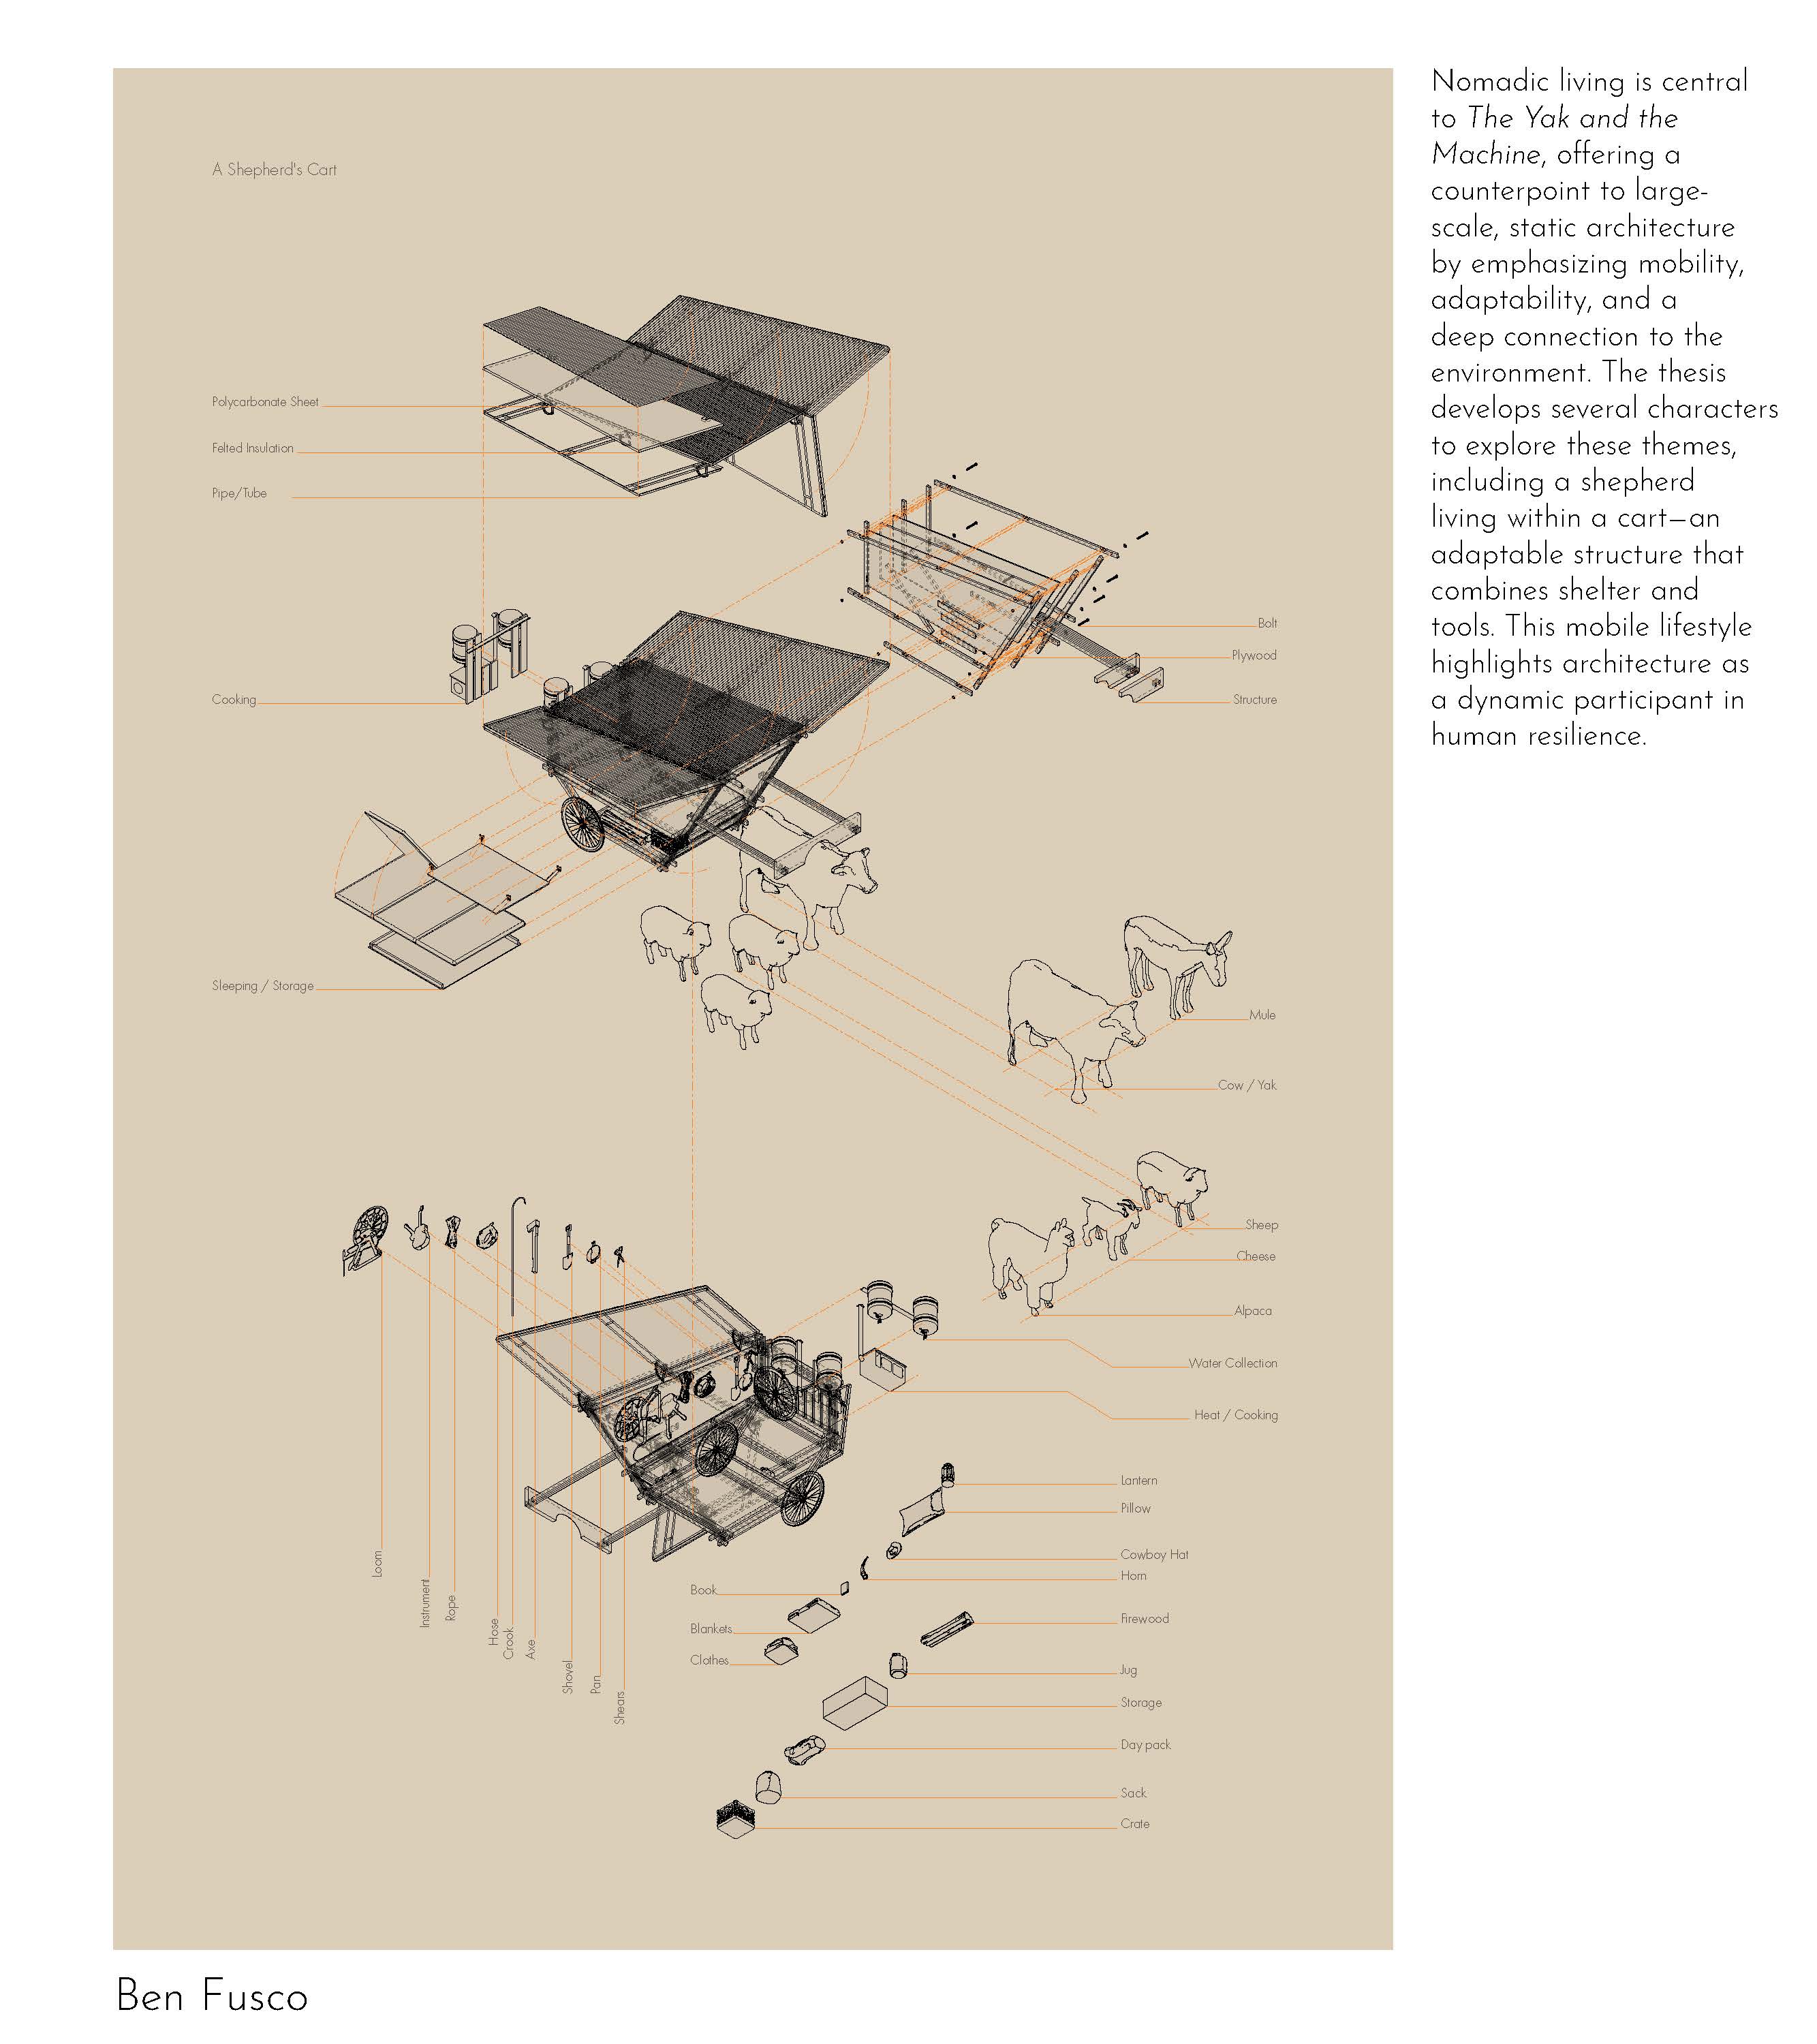 Nomadic living is central
to The Yak and the
Machine, offering a
counterpoint to large-
scale, static architecture
by emphasizing mobility,
adaptability, and a
deep connection to the
environment. The thesis
develops several characters
to explore these themes,
including a shepherd
living within a cart—an
adaptable structure that
combines shelter and
tools. This mobile lifestyle
highlights architecture as
a dynamic participant in
human resilience.
A Shepherd's Cart
Polycarbonate Sheet
Felted Insulation
Pipe/Tube
Bolt
Plywood
Structure
Cooking
Sleeping / Storage
Mule
Cow / Yak
Sheep
Cheese
Alpaca
Water Collection
Heat / Cooking
Loom
Instrument
Rope
Hose
Crook
Axe
Shovel
Pan
Shears
Lantern
Pillow
Cowboy Hat
Horn
Book
Blankets
Clothes
Firewood
Jug
Storage
Day pack
Sack
Crate
Ben Fusco